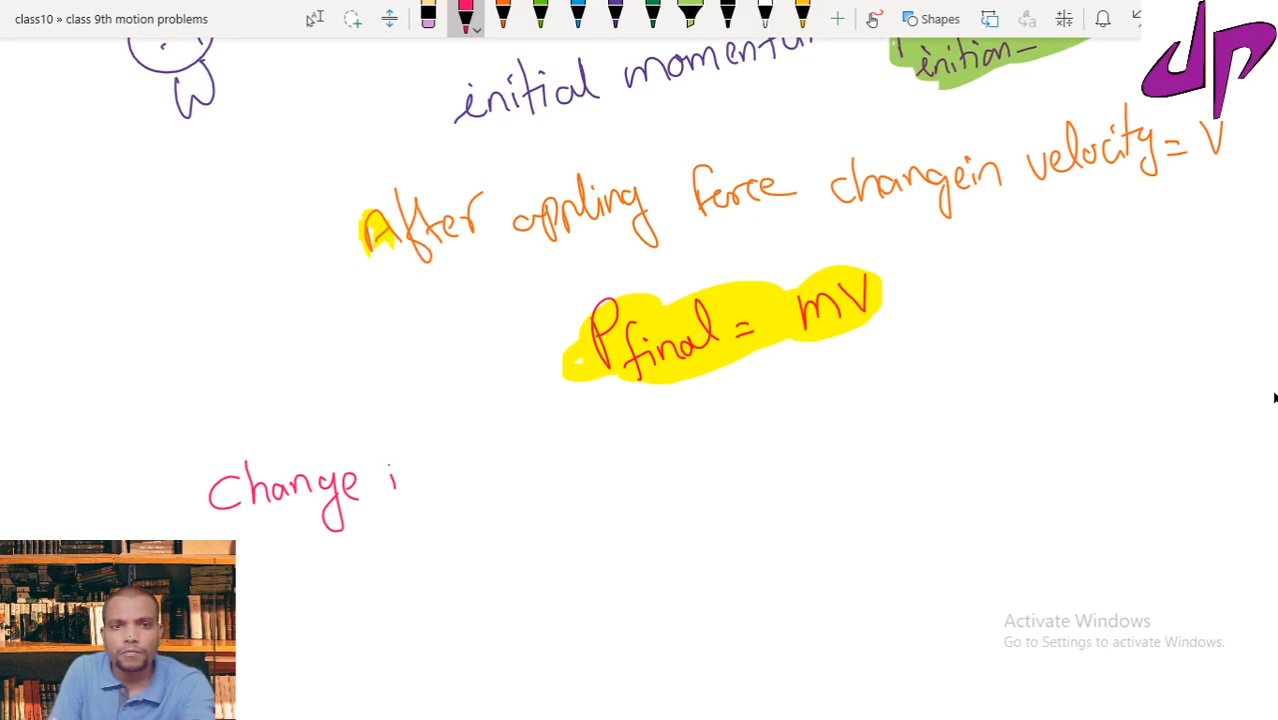 class10 » class 9th motion problems
Shapes
initial
initian
After appling force changein velocity = V
Pfinal = mV
Change i
Activate Windows
Go to Settings to activate Windows.